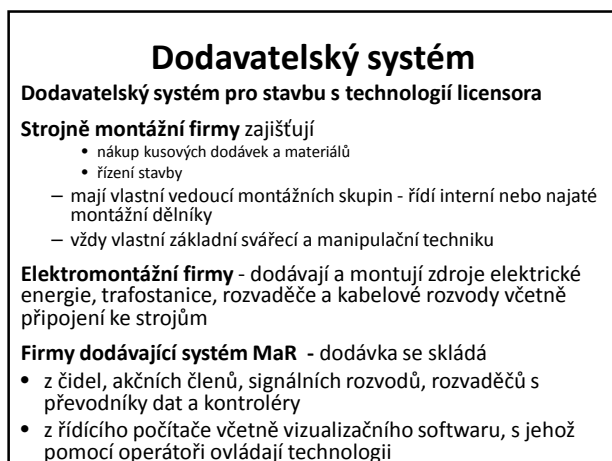 Dodavatelský systém
Dodavatelský systém pro stavbu s technologií licensora
Strojně montážní firmy zajišťují
• nákup kusových dodávek a materiálů
• řízení stavby
– mají vlastní vedoucí montážních skupin - řídí interní nebo najaté
montážní dělníky
– vždy vlastní základní svářecí a manipulační techniku
Elektromontážní firmy - dodávají a montují zdroje elektrické
energie, trafostanice, rozvaděče a kabelové rozvody včetně
připojení ke strojům
Firmy dodávající systém MaR - dodávka se skládá
• z čidel, akčních členů, signálních rozvodů, rozvaděčů s
převodníky dat a kontroléry
• z řídícího počítače včetně vizualizačního softwaru, s jehož
pomocí operátoři ovládají technologii